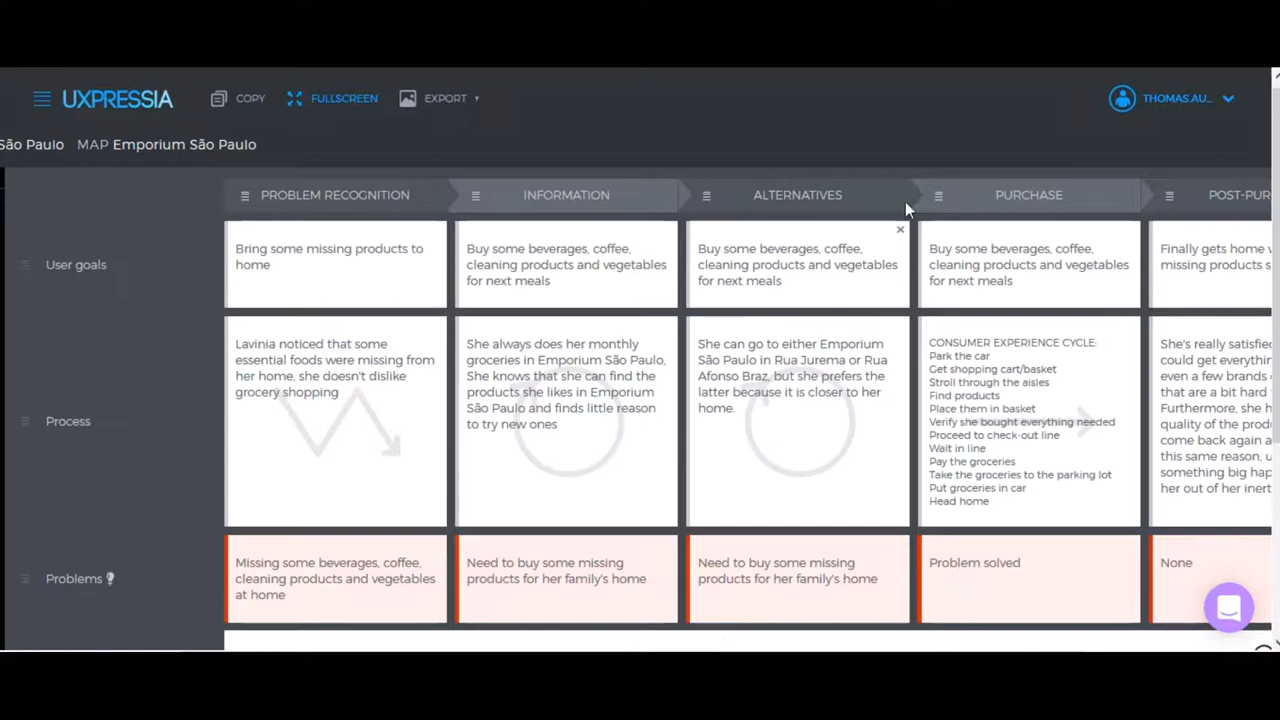 UXPRESSIA
COPY
FULLSCREEN
EXPORT
THOMAS.AU...
São Paulo MAP Emporium São Paulo
PROBLEM RECOGNITION
INFORMATION
ALTERNATIVES
PURCHASE
POST-PUR
User goals
Bring some missing products to
home
Buy some beverages, coffee,
cleaning products and vegetables
for next meals
Buy some beverages, coffee,
cleaning products and vegetables
for next meals
Buy some beverages, coffee,
cleaning products and vegetables
for next meals
Finally gets home
missing products s
Process
Lavinia noticed that some
essential foods were missing from
her home, she doesn't dislike
grocery shopping
She always does her monthly
groceries in Emporium São Paulo,
She knows that she can find the
products she likes in Emporium
São Paulo and finds little reason
to try new ones
She can go to either Emporium
São Paulo in Rua Jurema or Rua
Afonso Braz, but she prefers the
latter because it is closer to her
home.
CONSUMER EXPERIENCE CYCLE:
Park the car
Get shopping cart/basket
Stroll through the aisles
Find products
Place them in basket
Verify she bought everything needed
Proceed to check-out line
Wait in line
Pay the groceries
Take the groceries to the parking lot
Put groceries in car
Head home
She's really satisfied
could get everythin
even a few brands
that are a bit hard
Furthermore, she h
quality of the produ
come back again a
this same reason, u
something big hap
her out of her inert
Problems
Missing some beverages, coffee,
cleaning products and vegetables
at home
Need to buy some missing
products for her family's home
Need to buy some missing
products for her family's home
Problem solved
None